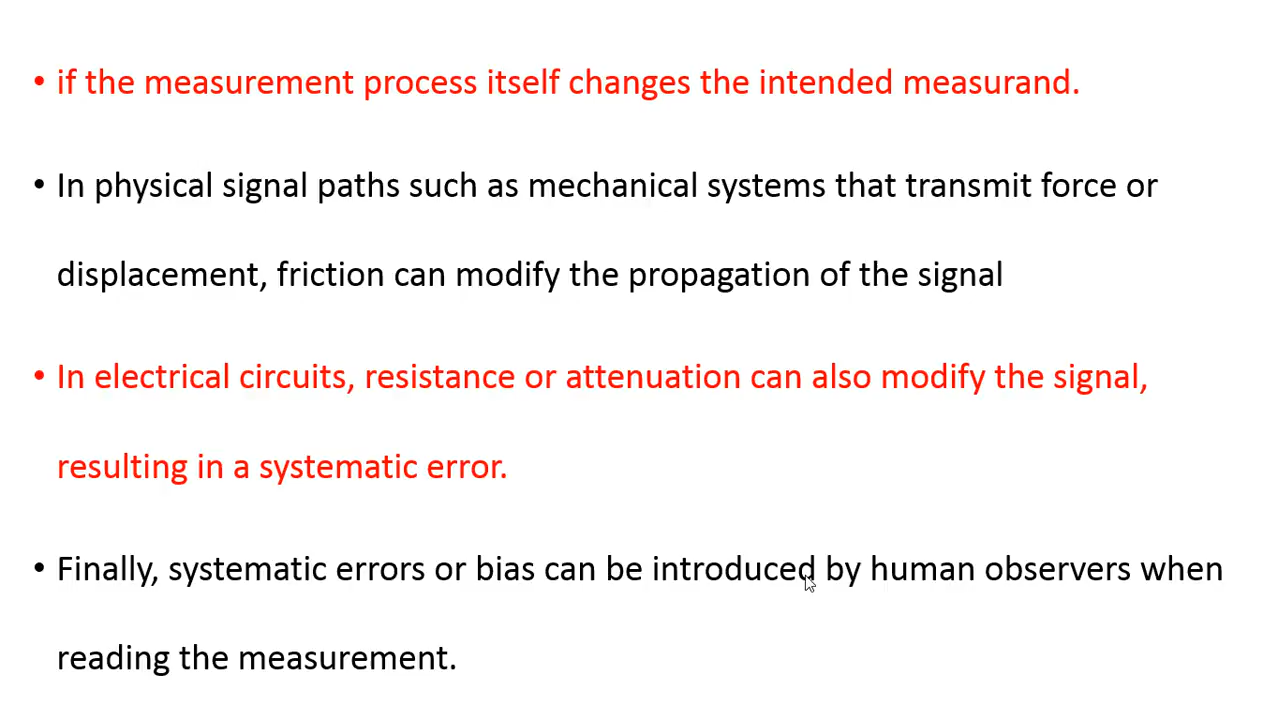 • if the measurement process itself changes the intended measurand.
• In physical signal paths such as mechanical systems that transmit force or
displacement, friction can modify the propagation of the signal
• In electrical circuits, resistance or attenuation can also modify the signal,
resulting in a systematic error.
• Finally, systematic errors or bias can be introduced by human observers when
reading the measurement.